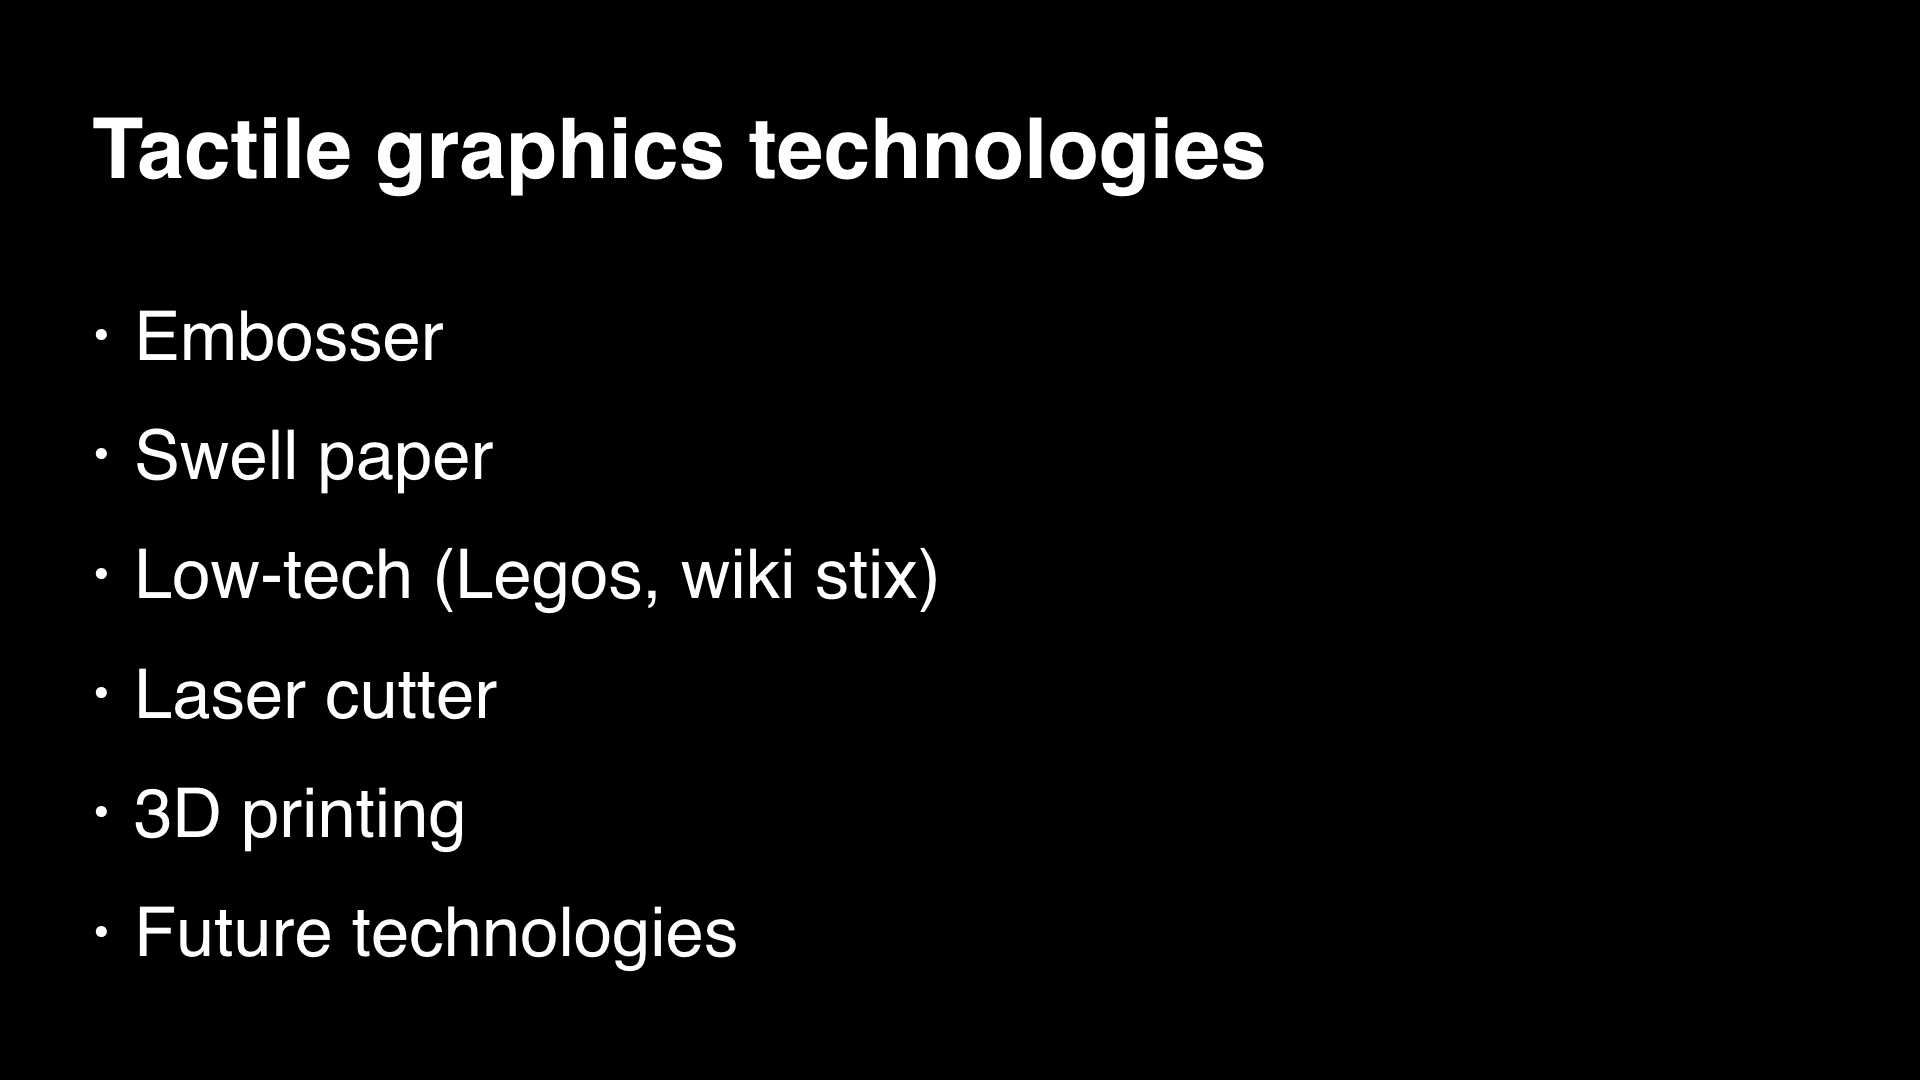 Tactile graphics technologies
• Embosser
• Swell paper
• Low-tech (Legos, wiki stix)
• Laser cutter
• 3D printing
• Future technologies